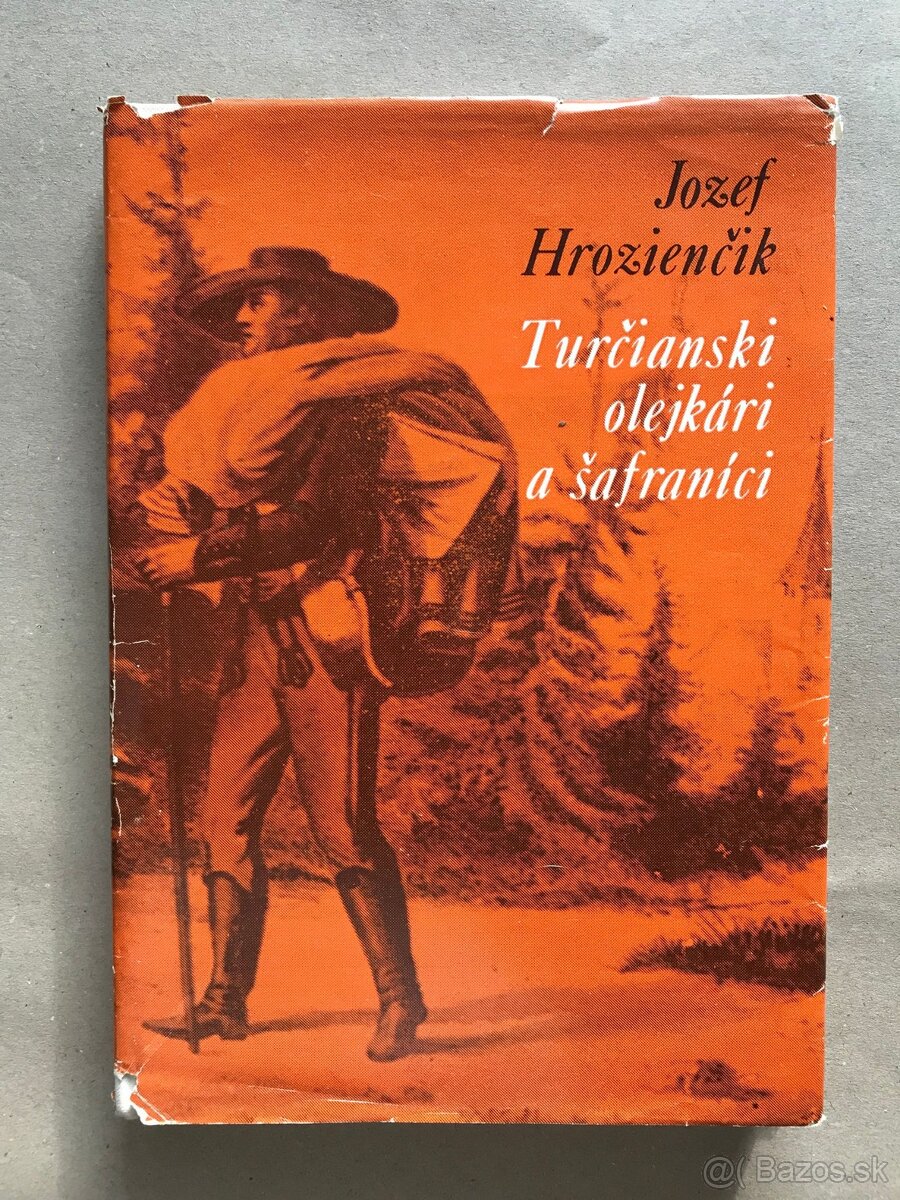 Jozef
Hrozienčik
Turčianski
olejkári
a šafraníci
@( Bazos.sk